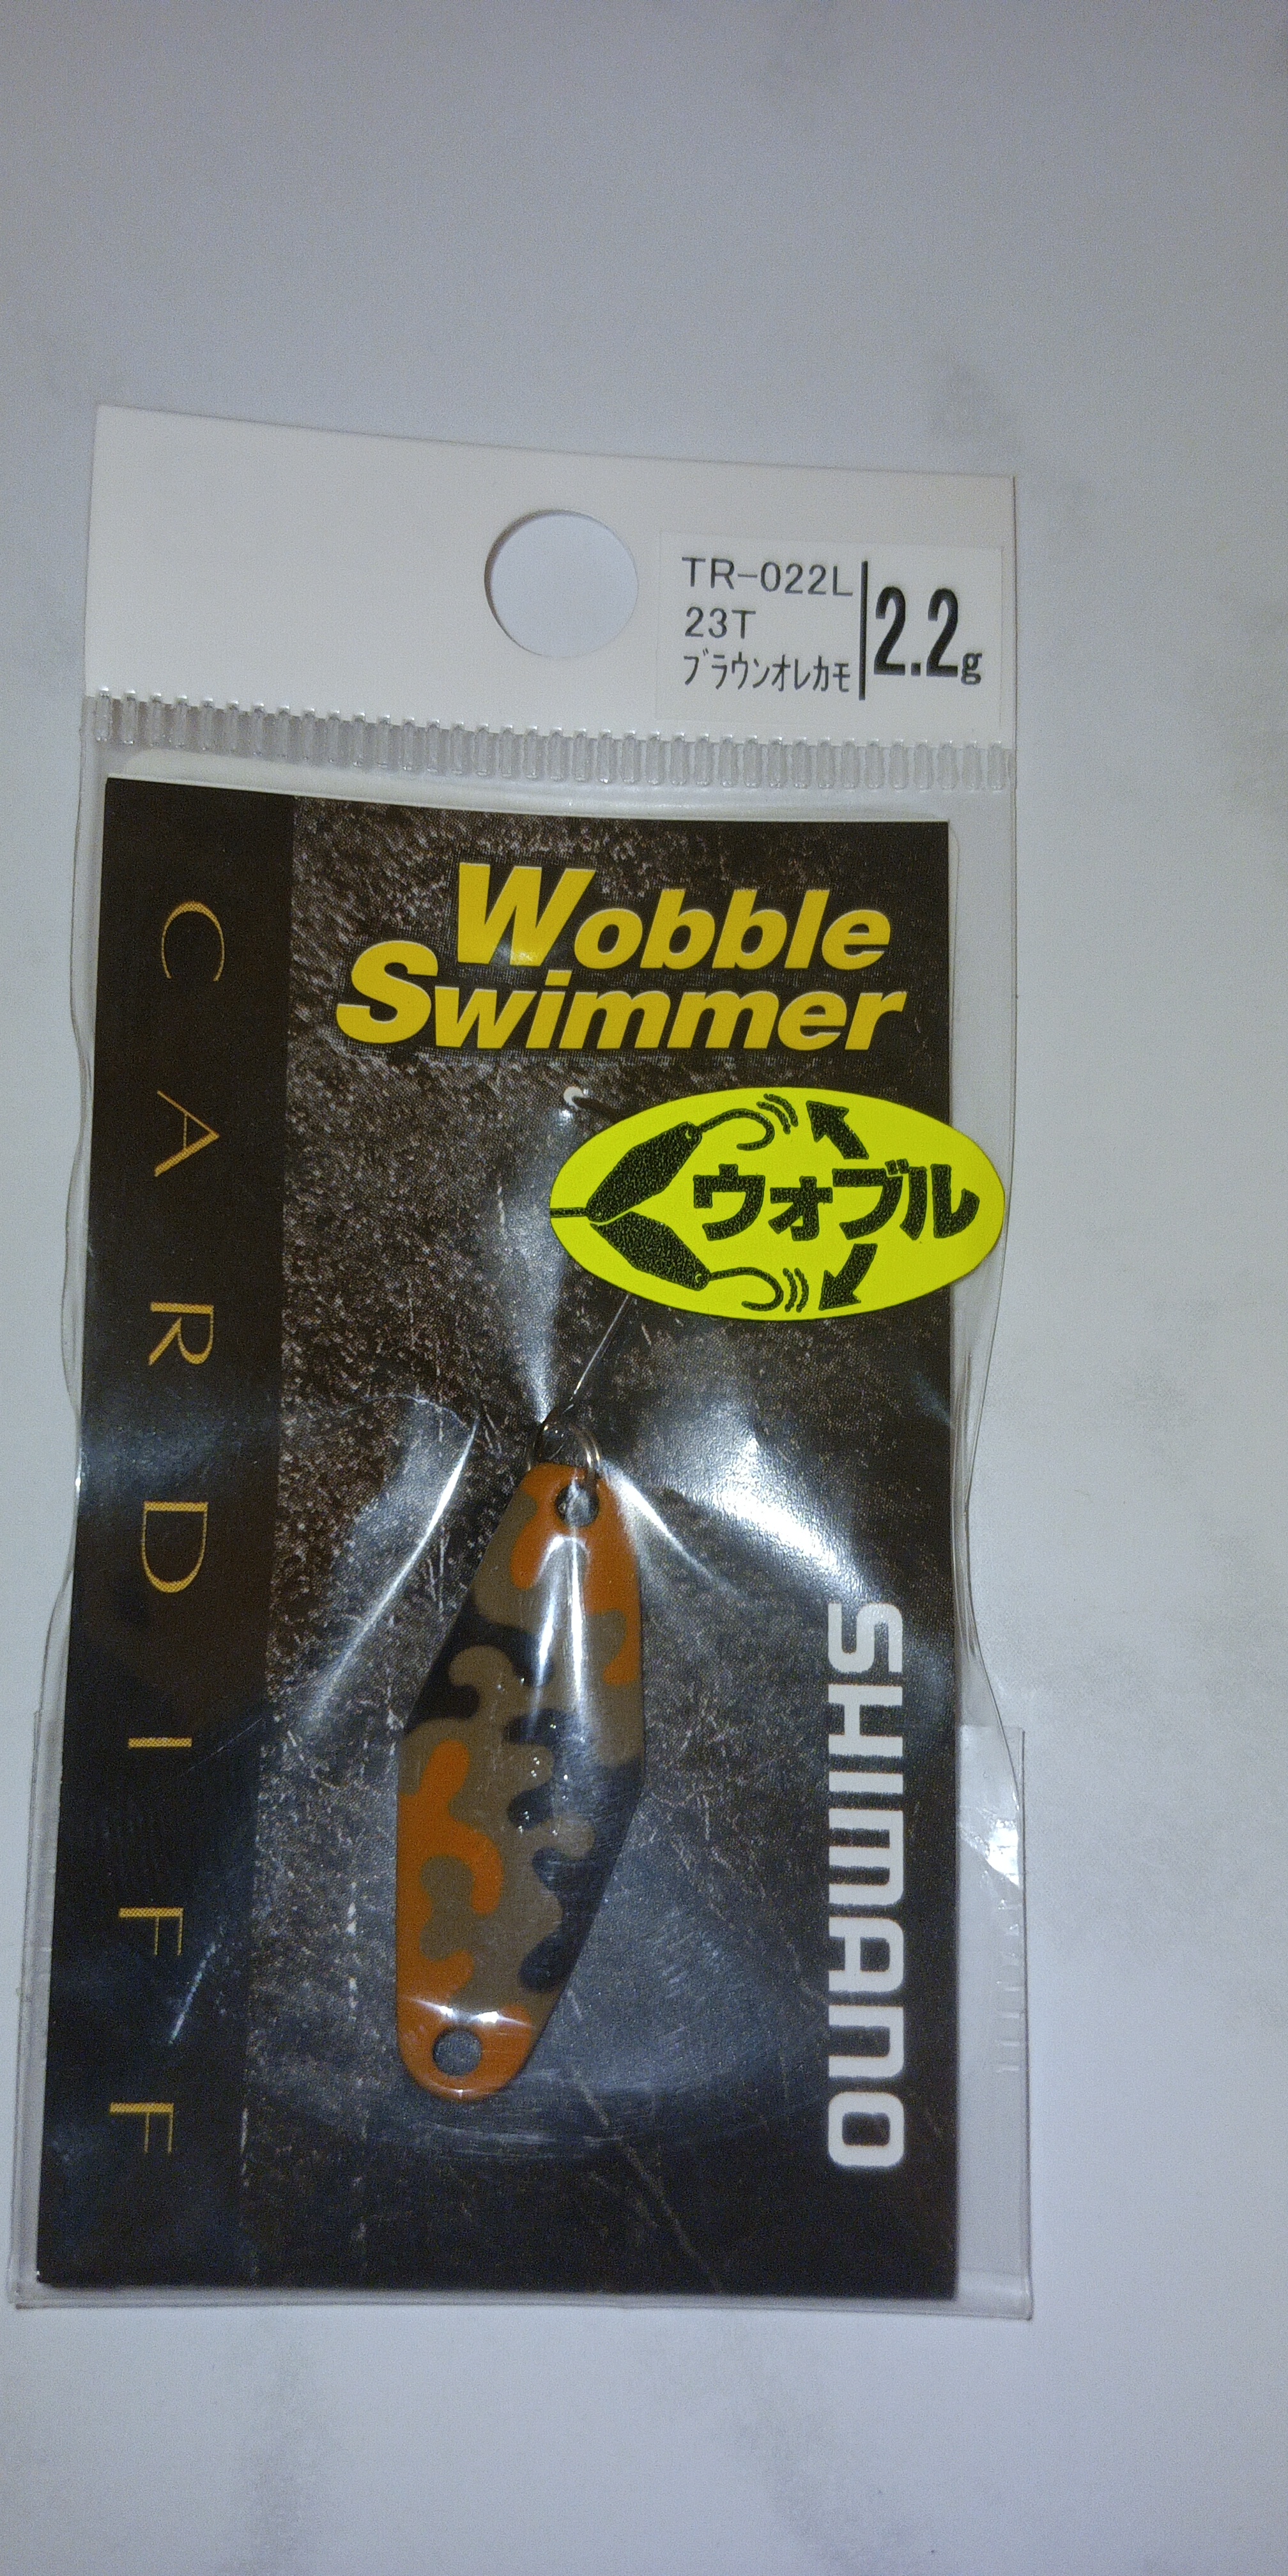 TR-022L
23T
ブラウンオレカモ
2.2g
Wobble
Swimmer
ウォブル
CARDIFF
SHIMANO